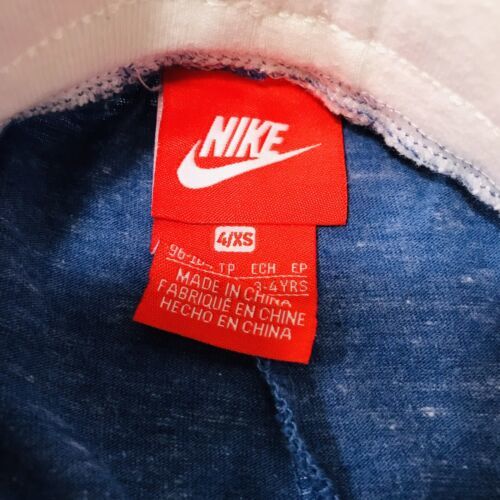 NIKE
4/XS
TP ECH EP
3-4YRS
MADE IN CHINA
FABRIQUÉ EN CHINE
HECHO EN CHINA